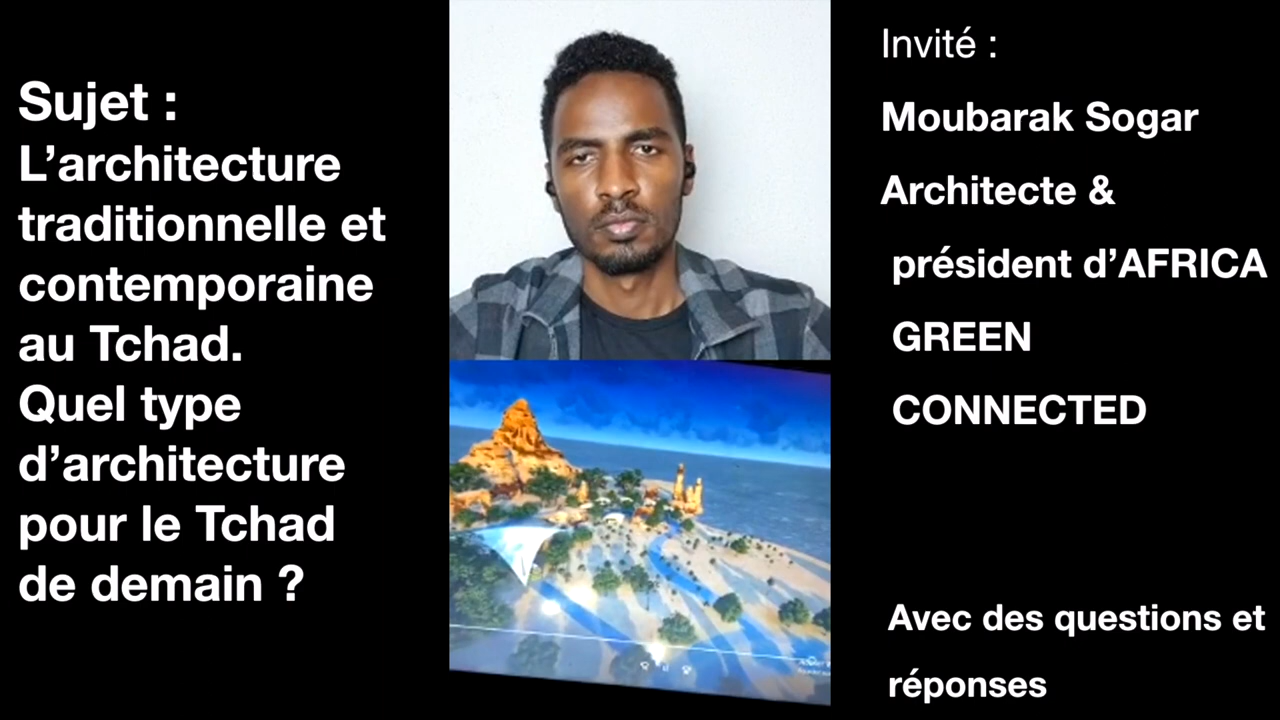 Sujet :
L’architecture
traditionnelle et
contemporaine
au Tchad.
Quel type
d’architecture
pour le Tchad
de demain ?
Invité :
Moubarak Sogar
Architecte &
président d’AFRICA
GREEN
CONNECTED
Avec des questions et
réponses